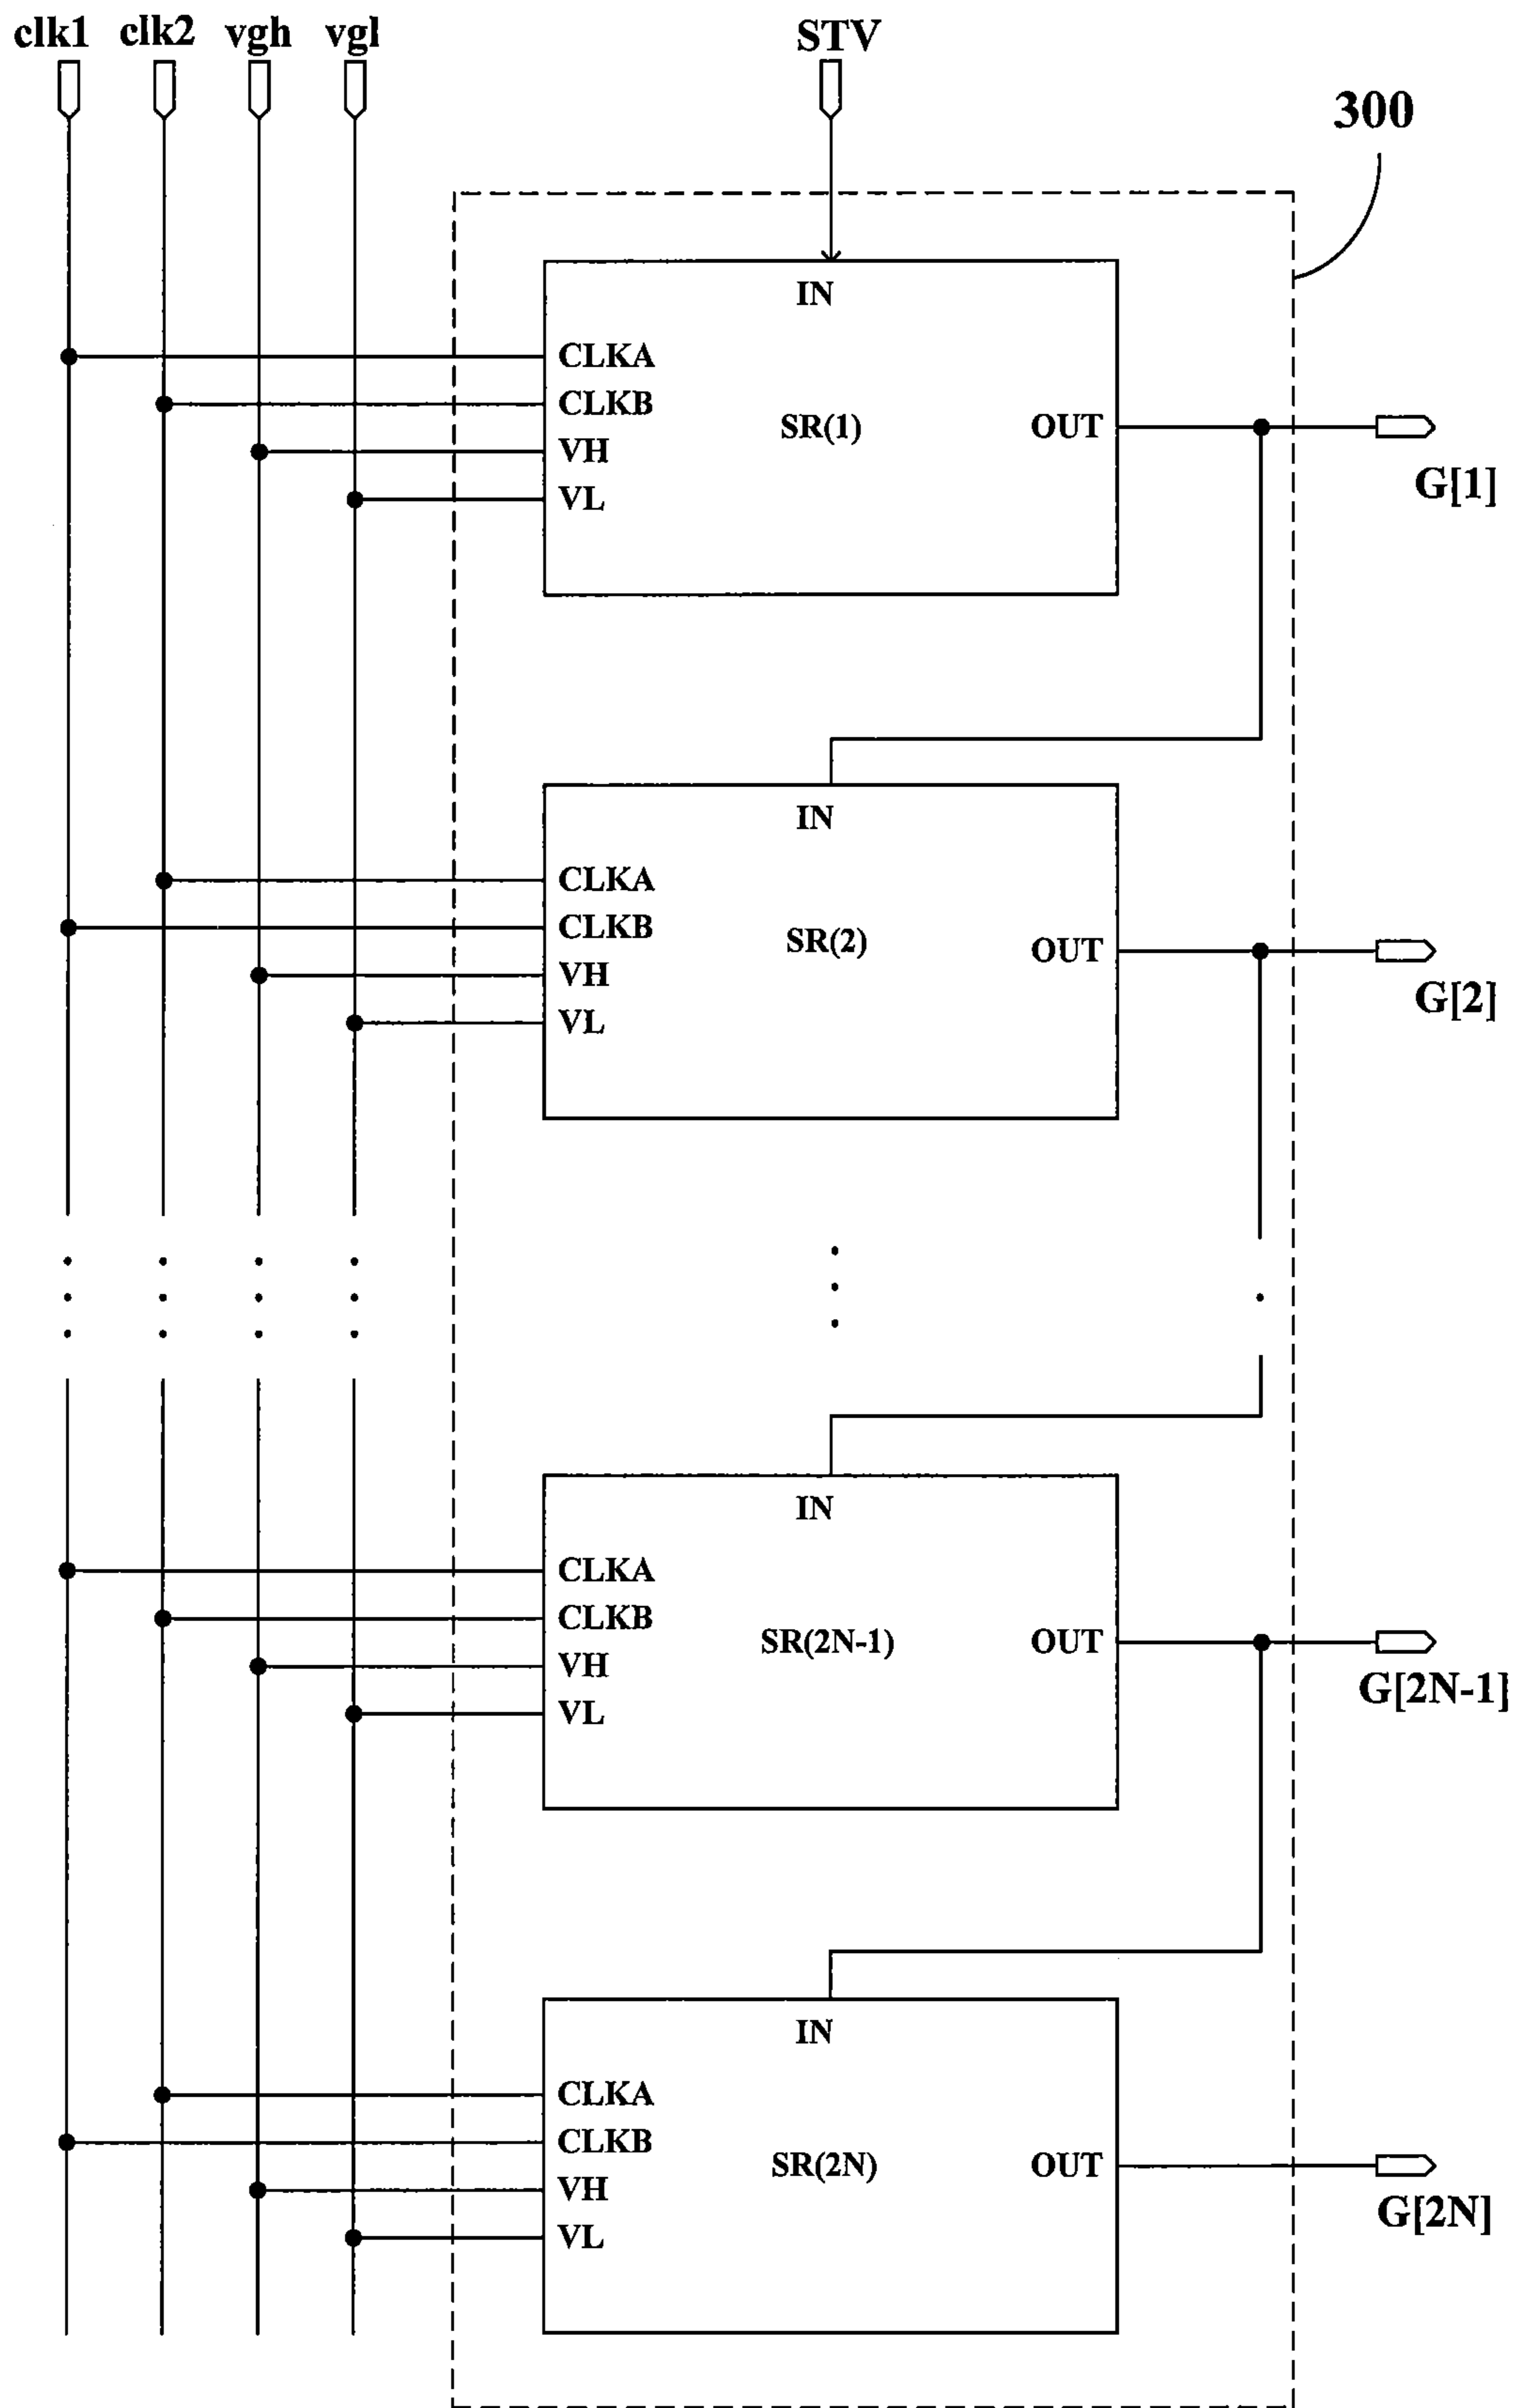 clk1 clk2 vgh vgl STV
300
IN
CLKA
CLKB
VH
VL
SR(1)
OUT
G[1]
IN
CLKA
CLKB
VH
VL
SR(2)
OUT
G[2]
IN
CLKA
CLKB
VH
VL
SR(2N-1)
OUT
G[2N-1]
IN
CLKA
CLKB
VH
VL
SR(2N)
OUT
G[2N]